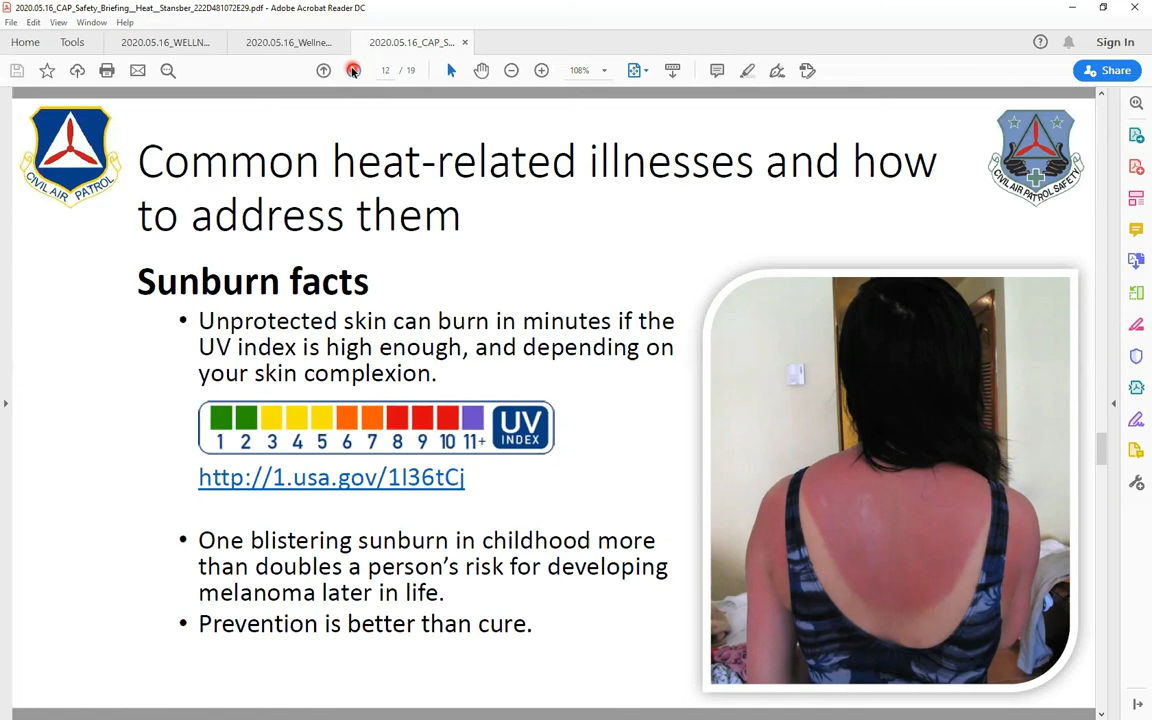 2020.05.16_CAP_Safety_Briefing__Heat__Stansber_222D481072E29.pdf - Adobe Acrobat Reader DC
File Edit View Window Help
Home Tools 2020.05.16_WELLN... 2020.05.16_Wellne... 2020.05.16_CAP_S... ×
Sign In
12 / 19 108% Share
CIVIL AIR PATROL
CIVIL AIR PATROL SAFETY
Common heat-related illnesses and how
to address them
Sunburn facts
• Unprotected skin can burn in minutes if the
UV index is high enough, and depending on
your skin complexion.
1 2 3 4 5 6 7 8 9 10 11+ UV
INDEX
http://1.usa.gov/1I36tCj
• One blistering sunburn in childhood more
than doubles a person’s risk for developing
melanoma later in life.
• Prevention is better than cure.